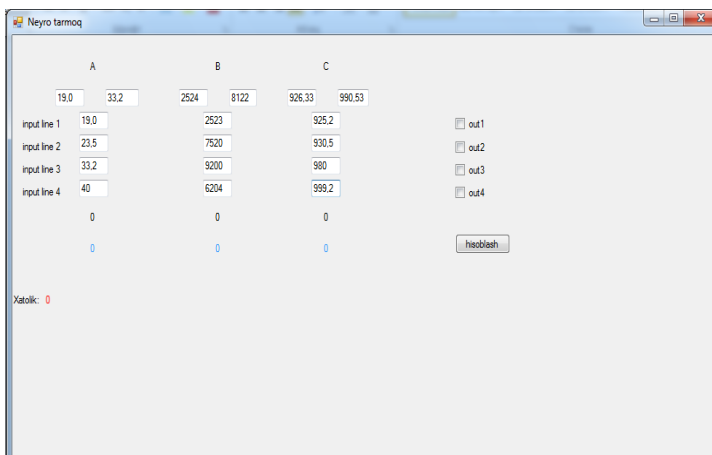 Neyro tarmoq
A B C
19,0 33,2 2524 8122 926,33 990,53
input line 1 19,0 2523 925,2 out1
input line 2 23,5 7520 930,5 out2
input line 3 33,2 9200 980 out3
input line 4 40 6204 999,2 out4
0 0 0
0 0 0 hisoblash
Xatolik: 0